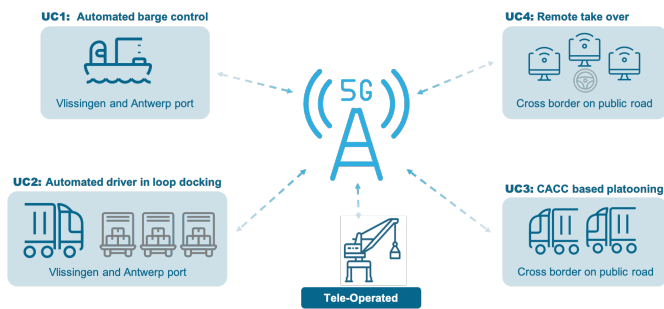 UC1: Automated barge control
Vlissingen and Antwerp port
UC4: Remote take over
Cross border on public road
5G
UC2: Automated driver in loop docking
Vlissingen and Antwerp port
UC3: CACC based platooning
Cross border on public road
Tele-Operated